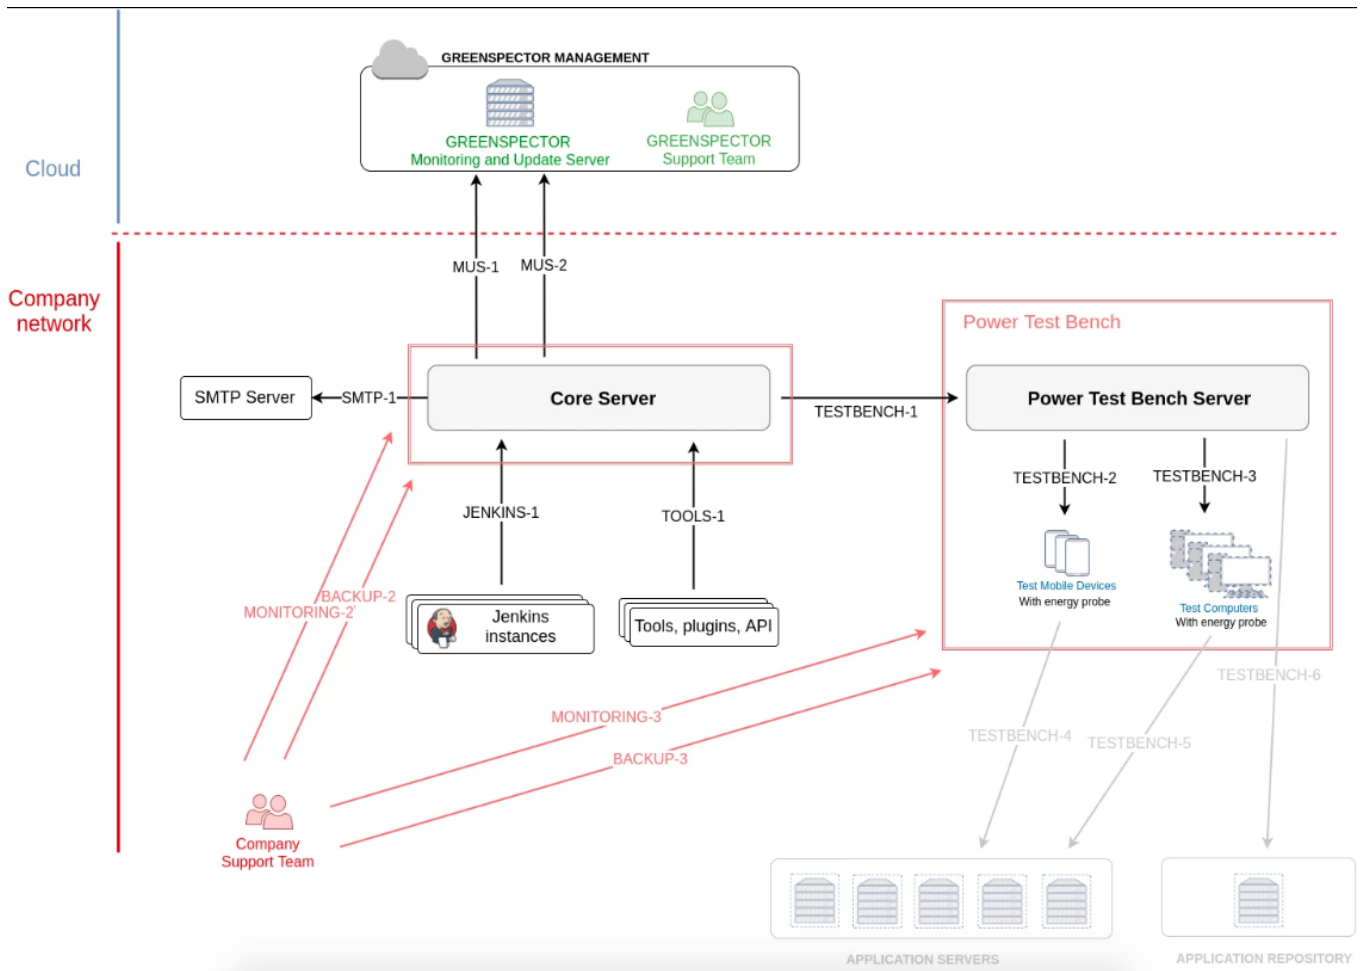 GREENSPECTOR MANAGEMENT
GREENSPECTOR
Monitoring and Update Server
GREENSPECTOR
Support Team
Cloud
MUS-1
MUS-2
Company
network
Power Test Bench
SMTP Server
SMTP-1
Core Server
TESTBENCH-1
Power Test Bench Server
TESTBENCH-2
TESTBENCH-3
JENKINS-1
TOOLS-1
Test Mobile Devices
With energy probe
Test Computers
With energy probe
BACKUP-2
MONITORING-2'
Jenkins
instances
Tools, plugins, API
TESTBENCH-6
MONITORING-3
TESTBENCH-4
TESTBENCH-5
BACKUP-3
Company
Support Team
APPLICATION SERVERS
APPLICATION REPOSITORY